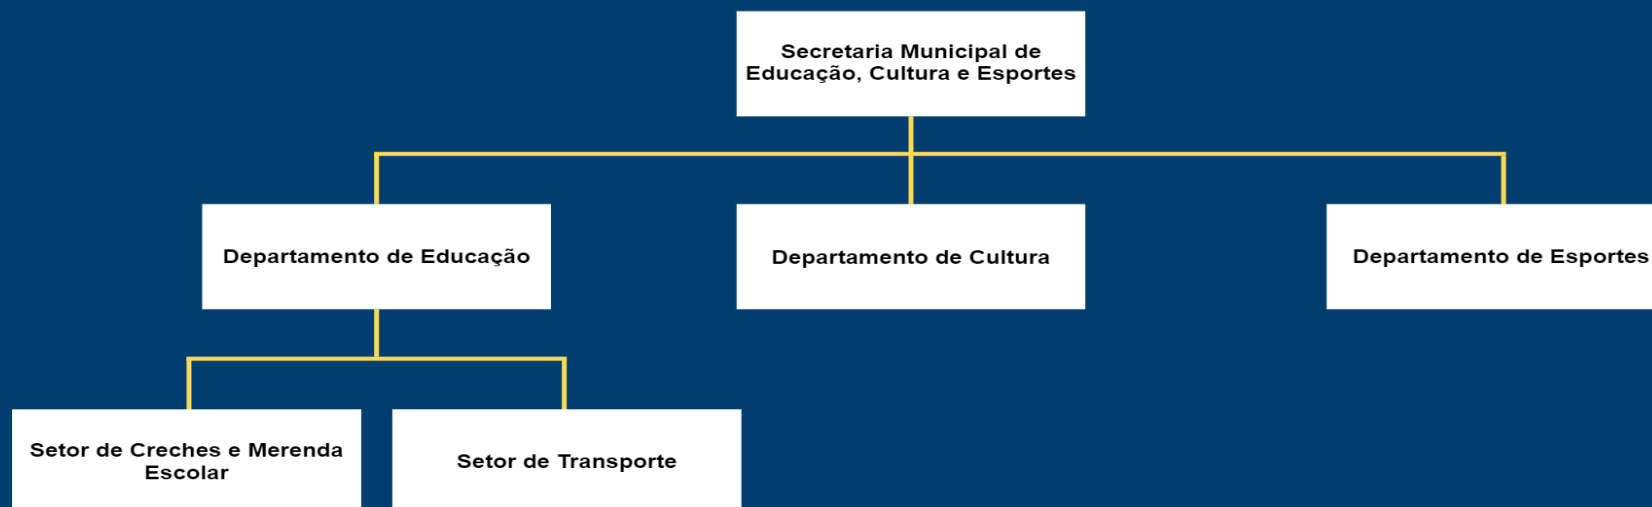 Secretaria Municipal de
Educação, Cultura e Esportes
Departamento de Educação
Departamento de Cultura
Departamento de Esportes
Setor de Creches e Merenda
Escolar
Setor de Transporte